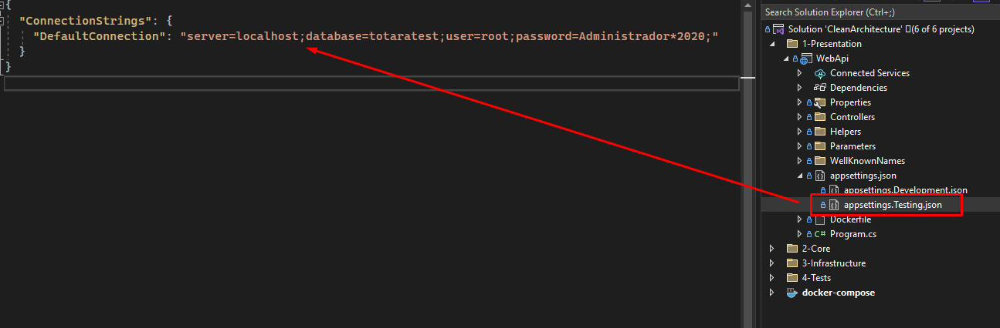 {
"ConnectionStrings": {
"DefaultConnection": "server=localhost;database=totaratest;user=root;password=Administrador*2020;"
}
}
Search Solution Explorer (Ctrl+;)
Solution 'CleanArchitecture' (6 of 6 projects)
1-Presentation
WebApi
Connected Services
Dependencies
Properties
Controllers
Helpers
Parameters
WellKnownNames
appsettings.json
appsettings.Development.json
appsettings.Testing.json
Dockerfile
C# Program.cs
2-Core
3-Infrastructure
4-Tests
docker-compose